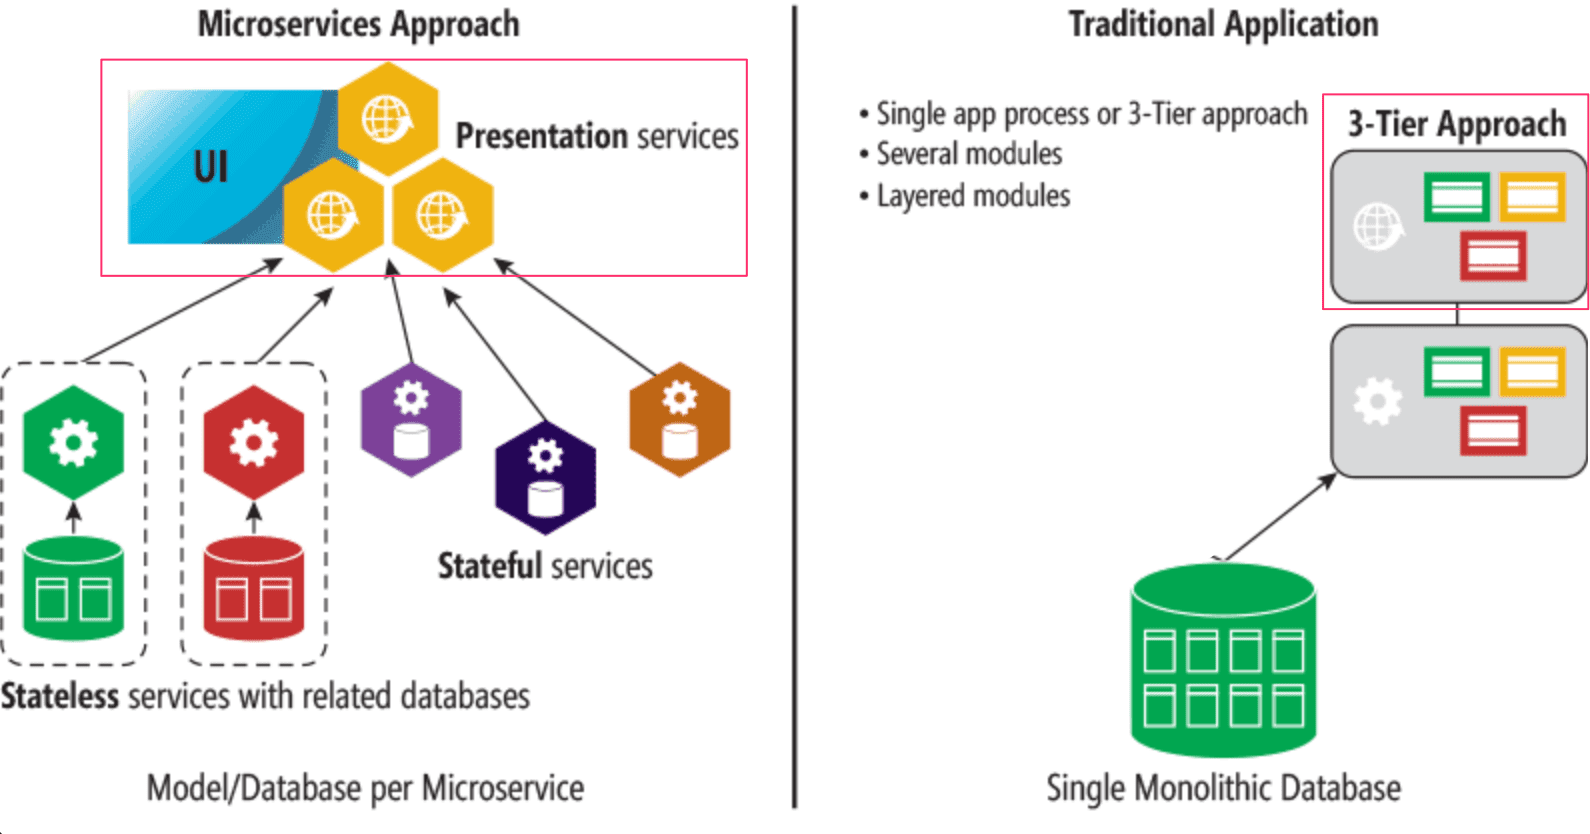 Microservices Approach
UI
Presentation services
Stateful services
Stateless services with related databases
Model/Database per Microservice
Traditional Application
• Single app process or 3-Tier approach
• Several modules
• Layered modules
3-Tier Approach
Single Monolithic Database